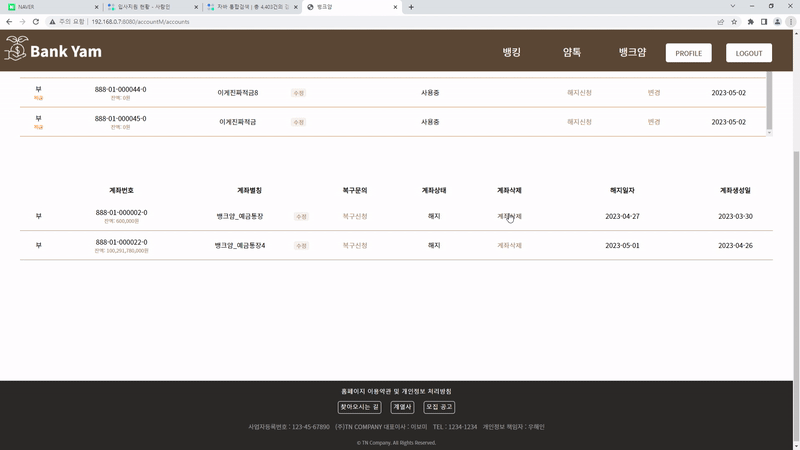 NAVER
입사지원 현황 - 사람인
자바 통합검색 | 총 4,403건의 검
뱅크얌
주의 요함 | 192.168.0.7:8080/accountM/accounts
Bank Yam
뱅킹 얌톡 뱅크얌 PROFILE LOGOUT
부 888-01-000044-0 이게진짜적금8 수정 사용중 해지신청 변경 2023-05-02
적금 잔액: 0원
부 888-01-000045-0 이게진짜적금 수정 사용중 해지신청 변경 2023-05-02
적금 잔액: 0원
계좌번호 계좌별칭 복구문의 계좌상태 계좌삭제 해지일자 계좌생성일
부 888-01-000002-0 뱅크얌_예금통장 수정 복구신청 해지 계좌삭제 2023-04-27 2023-03-30
잔액: 600,000원
부 888-01-000022-0 뱅크얌_예금통장4 수정 복구신청 해지 계좌삭제 2023-05-01 2023-04-26
잔액: 100,291,780,000원
홈페이지 이용약관 및 개인정보 처리방침
찾아오시는 길 계열사 모집 공고
사업자등록번호 : 123-45-67890 (주)TN COMPANY 대표이사 : 이보미 TEL : 1234-1234 개인정보 책임자 : 우혜인
© TN Company. All Rights Reserved.